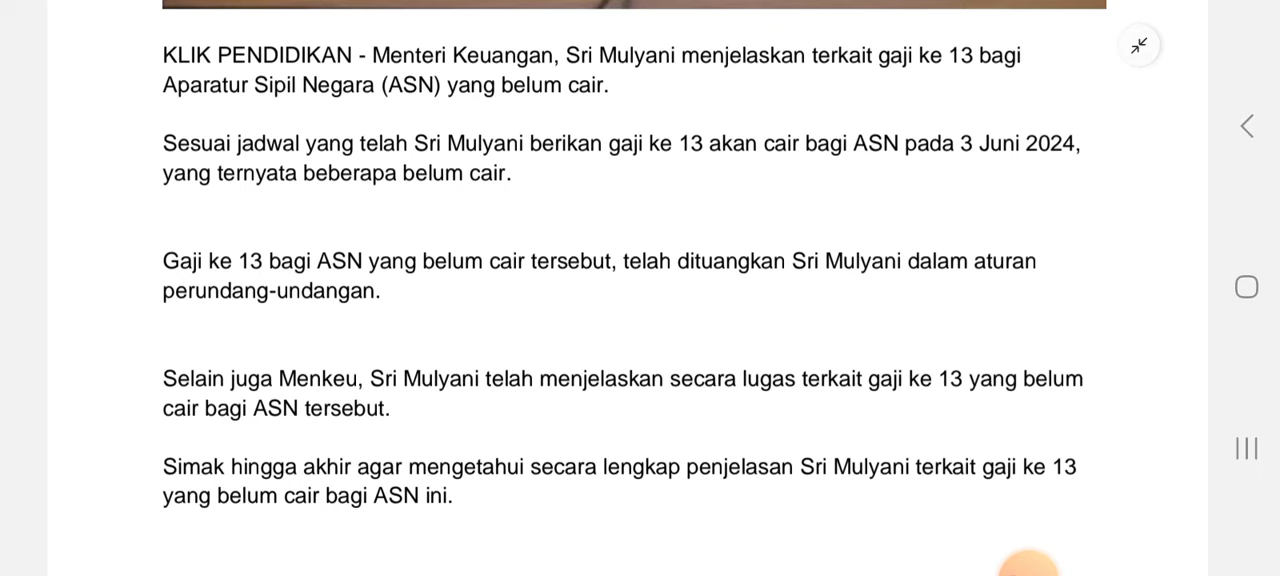 KLIK PENDIDIKAN - Menteri Keuangan, Sri Mulyani menjelaskan terkait gaji ke 13 bagi
Aparatur Sipil Negara (ASN) yang belum cair.
Sesuai jadwal yang telah Sri Mulyani berikan gaji ke 13 akan cair bagi ASN pada 3 Juni 2024,
yang ternyata beberapa belum cair.
Gaji ke 13 bagi ASN yang belum cair tersebut, telah dituangkan Sri Mulyani dalam aturan
perundang-undangan.
Selain juga Menkeu, Sri Mulyani telah menjelaskan secara lugas terkait gaji ke 13 yang belum
cair bagi ASN tersebut.
Simak hingga akhir agar mengetahui secara lengkap penjelasan Sri Mulyani terkait gaji ke 13
yang belum cair bagi ASN ini.